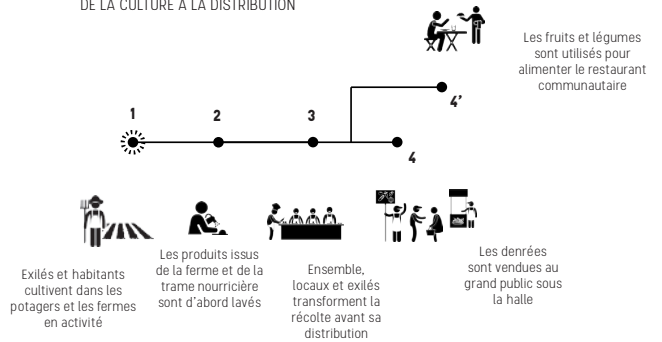 DE LA CULTURE À LA DISTRIBUTION
Les fruits et légumes
sont utilisés pour
alimenter le restaurant
communautaire
1
2
3
4'
4
Exilés et habitants
cultivent dans les
potagers et les fermes
en activité
Les produits issus
de la ferme et de la
trame nourricière
sont d'abord lavés
Ensemble,
locaux et exilés
transforment la
récolte avant sa
distribution
Les denrées
sont vendues au
grand public sous
la halle